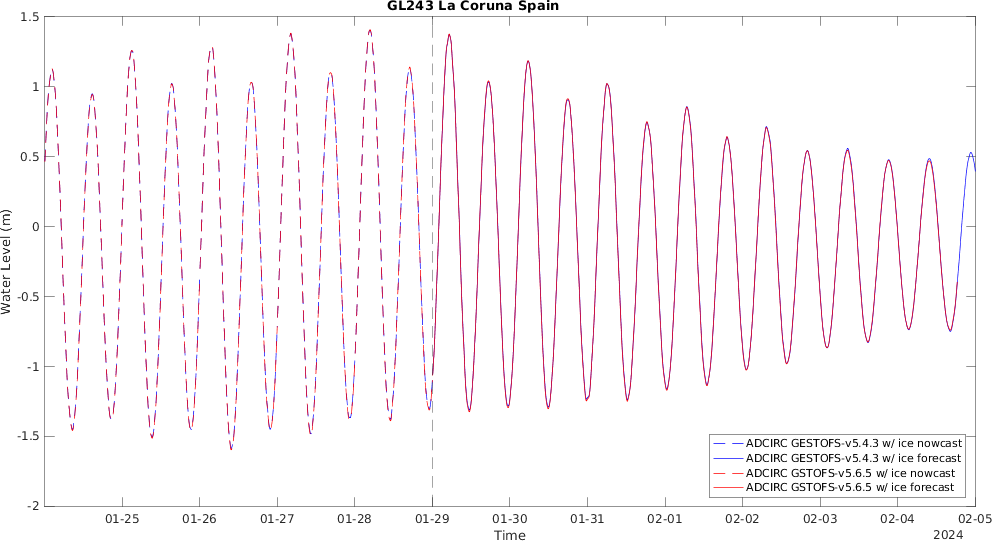 GL243 La Coruna Spain
1.5
1
0.5
0
-0.5
-1
-1.5
-2
Water Level (m)
01-25 01-26 01-27 01-28 01-29 01-30 01-31 02-01 02-02 02-03 02-04 02-05
Time
2024
ADCIRC GESTOFS-v5.4.3 w/ ice nowcast
ADCIRC GESTOFS-v5.4.3 w/ ice forecast
ADCIRC GSTOFS-v5.6.5 w/ ice nowcast
ADCIRC GSTOFS-v5.6.5 w/ ice forecast